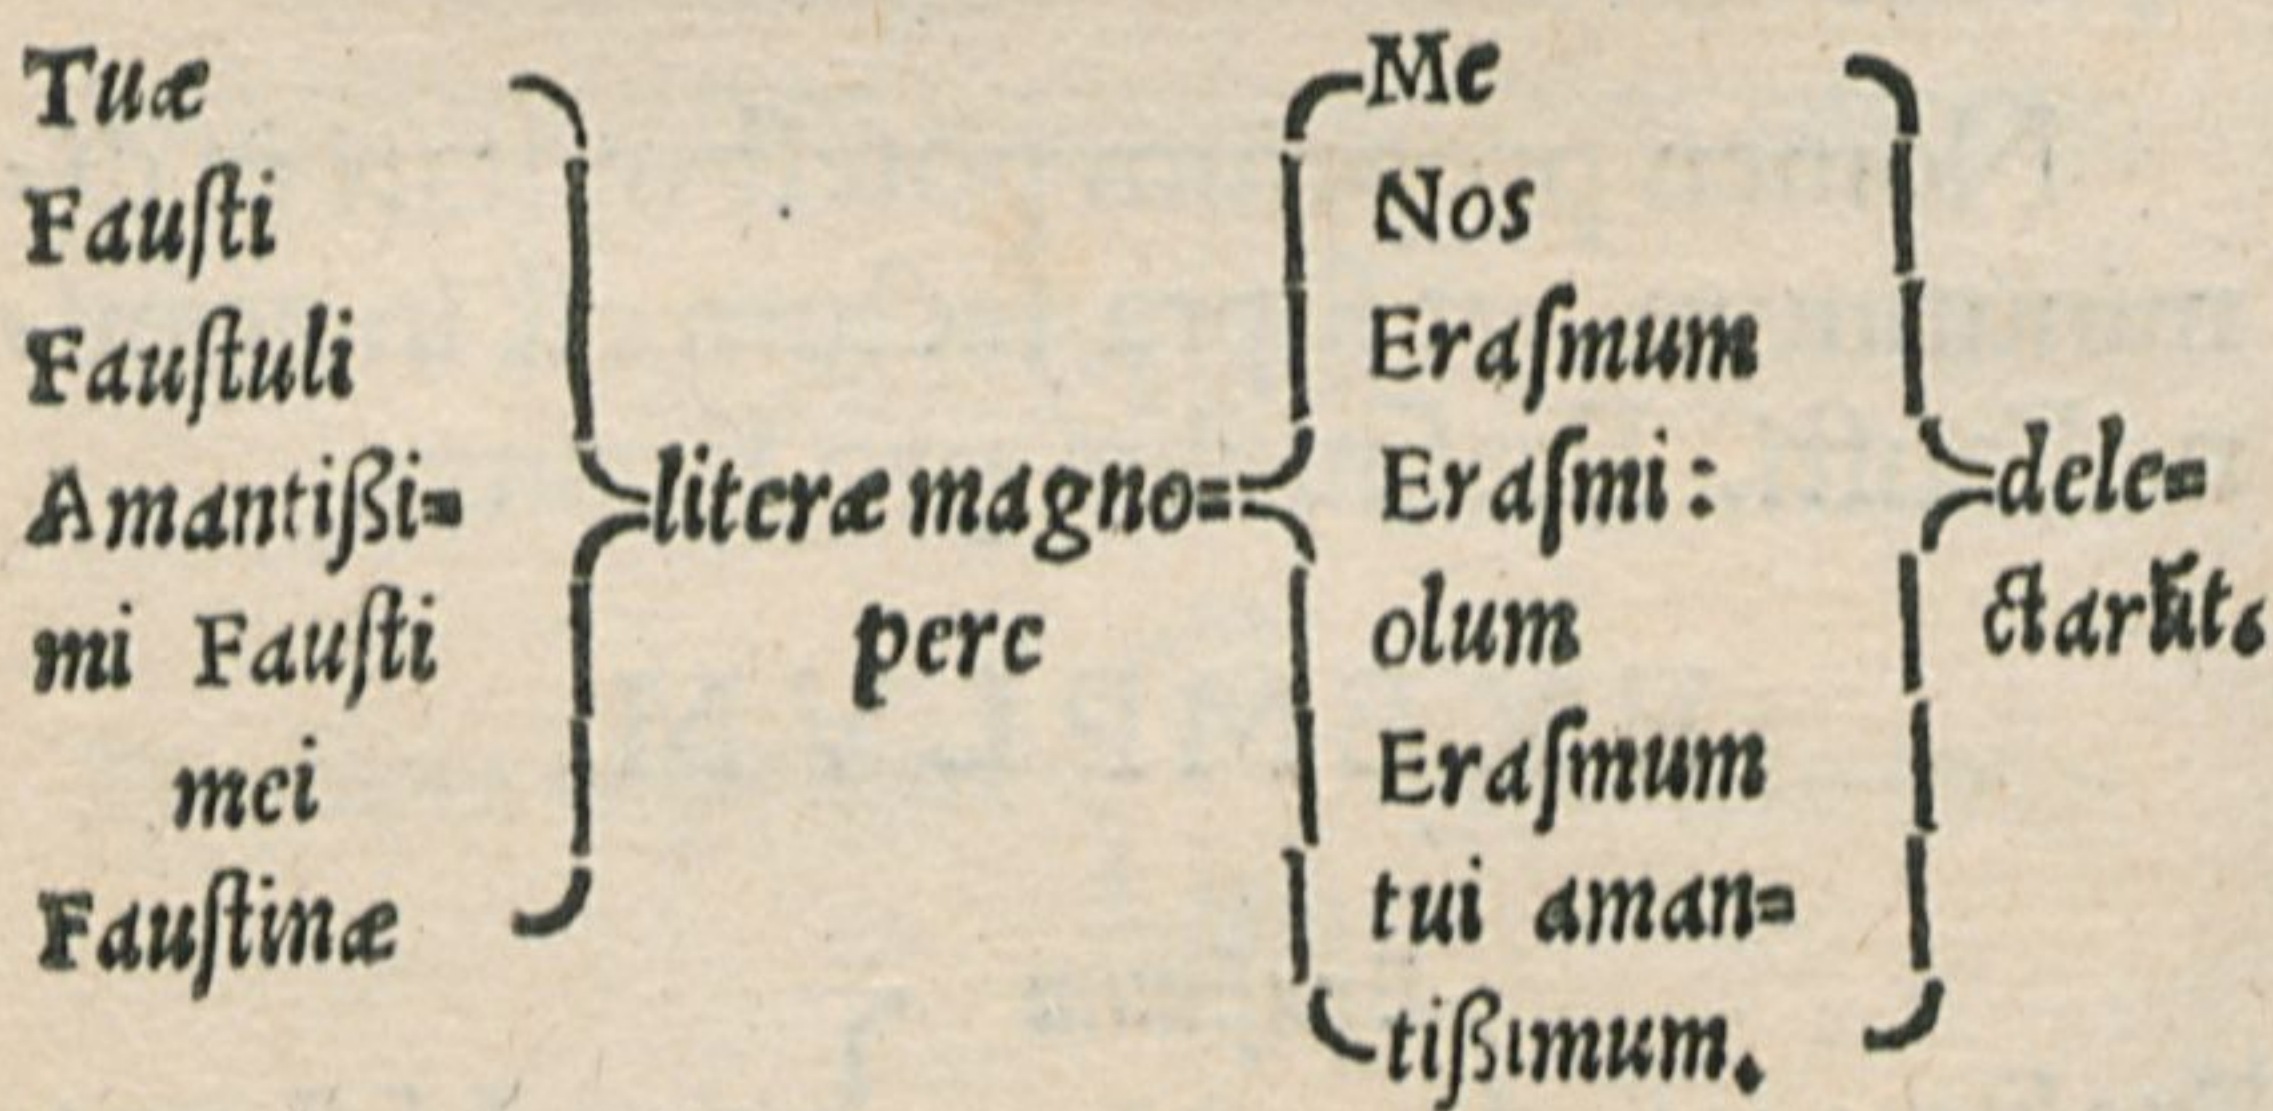 Tuæ
Fauſti
Fauſtuli
Amantißi=
mi Fauſti
mei
Fauſtinæ
literæ magno=
pere
Me
Nos
Eraſmum
Eraſmi:
olum
Eraſmum
tui aman=
tißimum.
dele=
ctarũt.